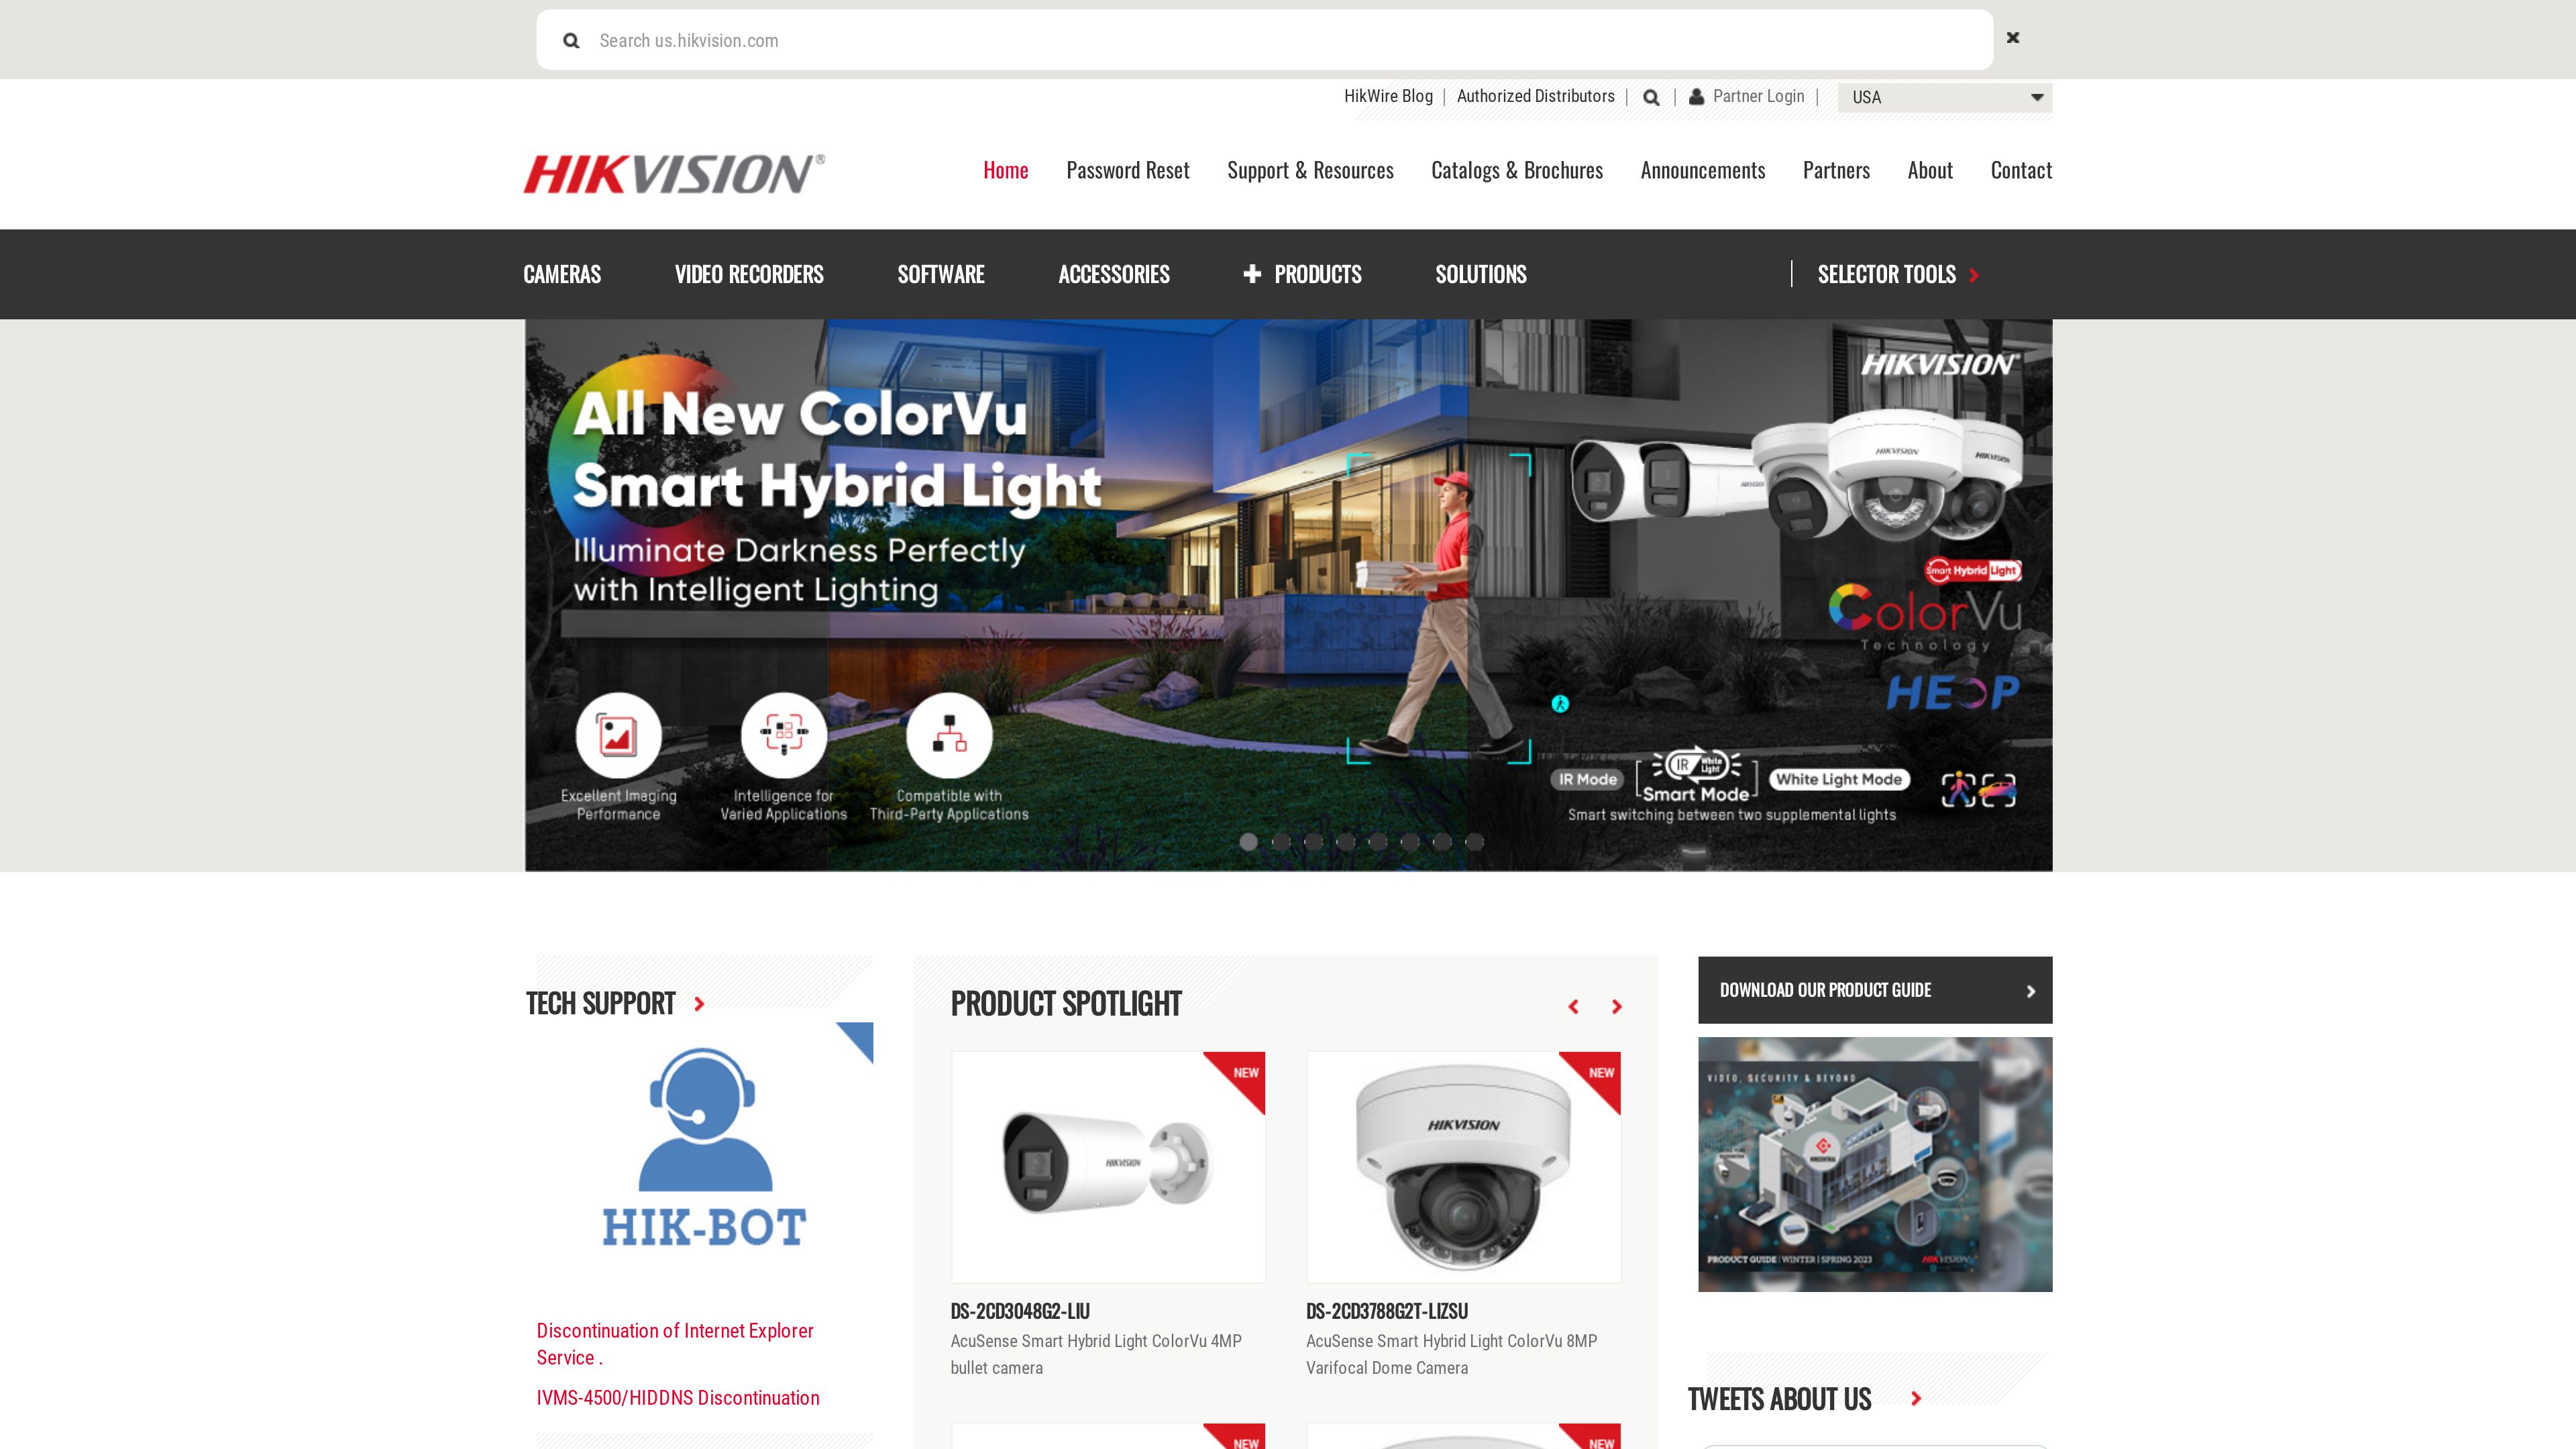 Search us.hikvision.com
HikWire Blog
Authorized Distributors
Partner Login
USA
HIKVISION®
Home
Password Reset
Support & Resources
Catalogs & Brochures
Announcements
Partners
About
Contact
CAMERAS
VIDEO RECORDERS
SOFTWARE
ACCESSORIES
PRODUCTS
SOLUTIONS
SELECTOR TOOLS
All New ColorVu
Smart Hybrid Light
Illuminate Darkness Perfectly
with Intelligent Lighting
HIKVISION
HIKVISION
HIKVISION
Smart Hybrid Light
ColorVu
Technology
HEOP
Excellent Imaging
Performance
Intelligence for
Varied Applications
Compatible with
Third-Party Applications
IR Mode
IR
White
Light
Smart Mode
White Light Mode
Smart switching between two supplemental lights
TECH SUPPORT
HIK-BOT
Discontinuation of Internet Explorer
Service .
IVMS-4500/HIDDNS Discontinuation
PRODUCT SPOTLIGHT
NEW
HIKVISION
DS-2CD3048G2-LIU
AcuSense Smart Hybrid Light ColorVu 4MP
bullet camera
NEW
HIKVISION
DS-2CD3788G2T-LIZSU
AcuSense Smart Hybrid Light ColorVu 8MP
Varifocal Dome Camera
NEW
NEW
DOWNLOAD OUR PRODUCT GUIDE
VIDEO, SECURITY & BEYOND
PRODUCT GUIDE | WINTER | SPRING 2023
HIKVISION
TWEETS ABOUT US